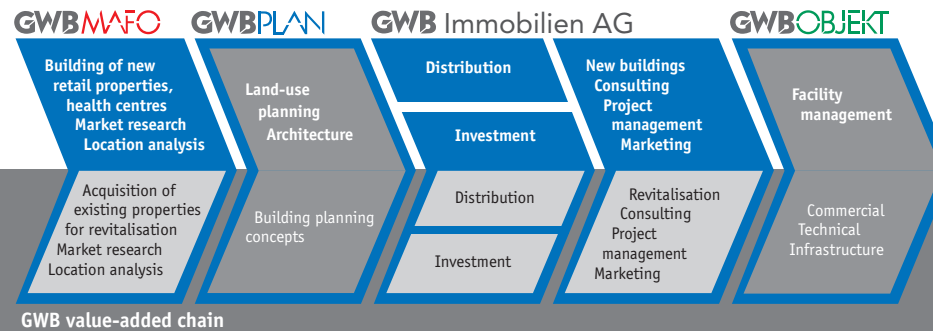 GWBMAFO
GWBPLAN
GWB Immobilien AG
GWBOBJEKT
Building of new
retail properties,
health centres
Market research
Location analysis
Land-use
planning
Architecture
Distribution
Investment
New buildings
Consulting
Project
management
Marketing
Facility
management
Acquisition of
existing properties
for revitalisation
Market research
Location analysis
Building planning
concepts
Distribution
Investment
Revitalisation
Consulting
Project
management
Marketing
Commercial
Technical
Infrastructure
GWB value-added chain